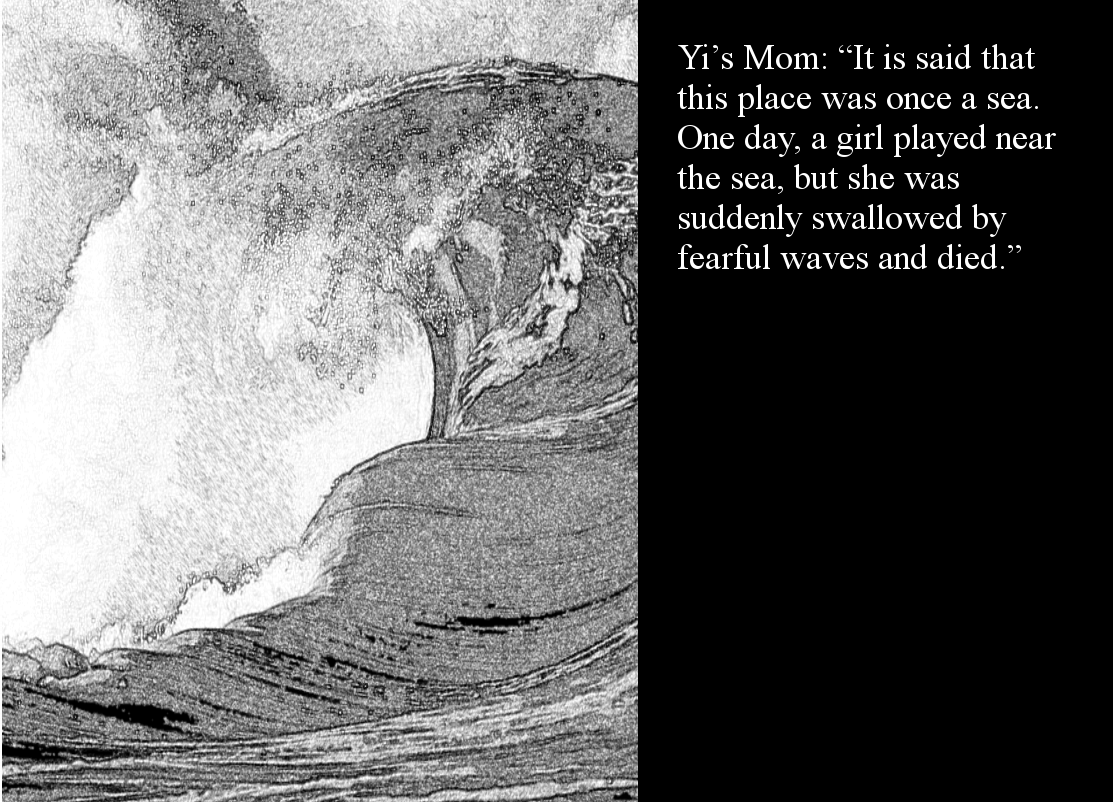 Yi’s Mom: “It is said that
this place was once a sea.
One day, a girl played near
the sea, but she was
suddenly swallowed by
fearful waves and died.”